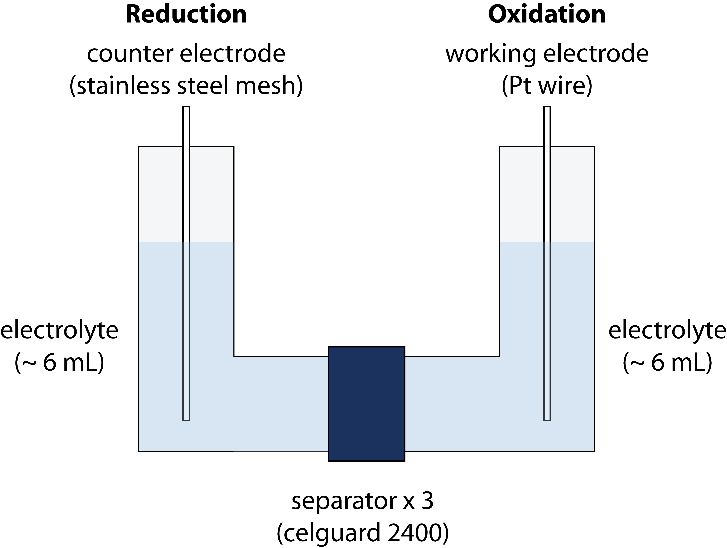 Reduction
counter electrode
(stainless steel mesh)
Oxidation
working electrode
(Pt wire)
electrolyte
(~ 6 mL)
electrolyte
(~ 6 mL)
separator x 3
(celguard 2400)